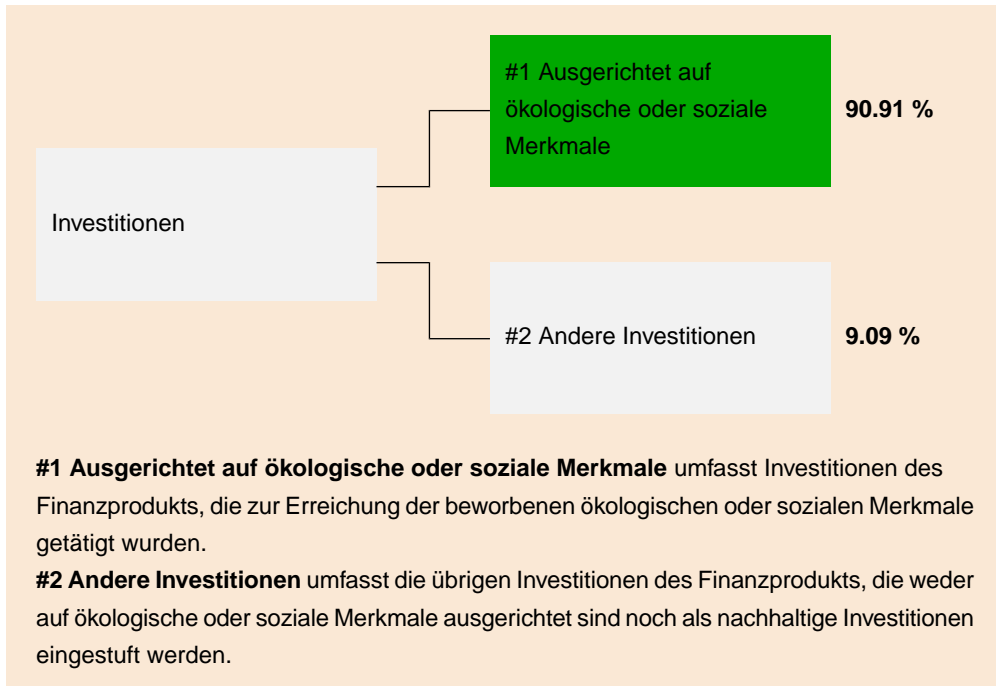 #1 Ausgerichtet auf
ökologische oder soziale
Merkmale
90.91 %
Investitionen
#2 Andere Investitionen
9.09 %
#1 Ausgerichtet auf ökologische oder soziale Merkmale umfasst Investitionen des
Finanzprodukts, die zur Erreichung der beworbenen ökologischen oder sozialen Merkmale
getätigt wurden.
#2 Andere Investitionen umfasst die übrigen Investitionen des Finanzprodukts, die weder
auf ökologische oder soziale Merkmale ausgerichtet sind noch als nachhaltige Investitionen
eingestuft werden.